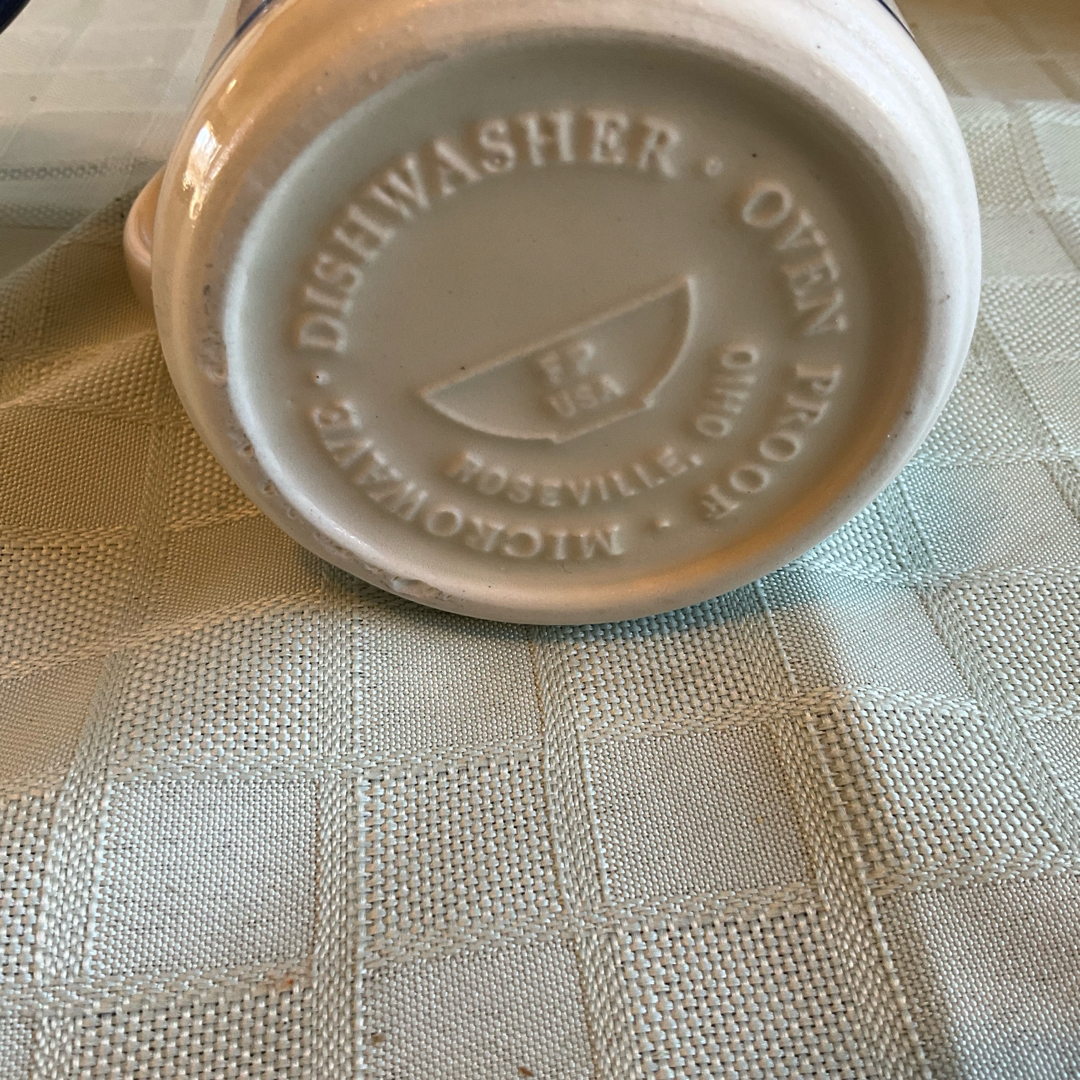 DISHWASHER · OVEN PROOF · MICROWAVE ·
FP
USA
ROSEVILLE, OHIO